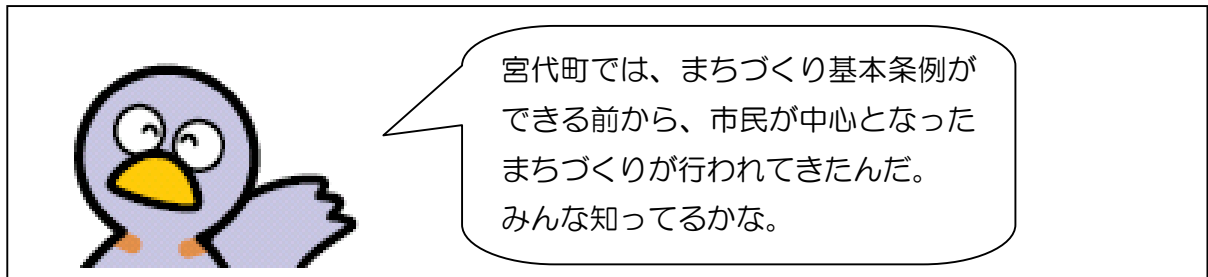 宮代町では、まちづくり基本条例が
できる前から、市民が中心となった
まちづくりが行われてきたんだ。
みんな知ってるかな。